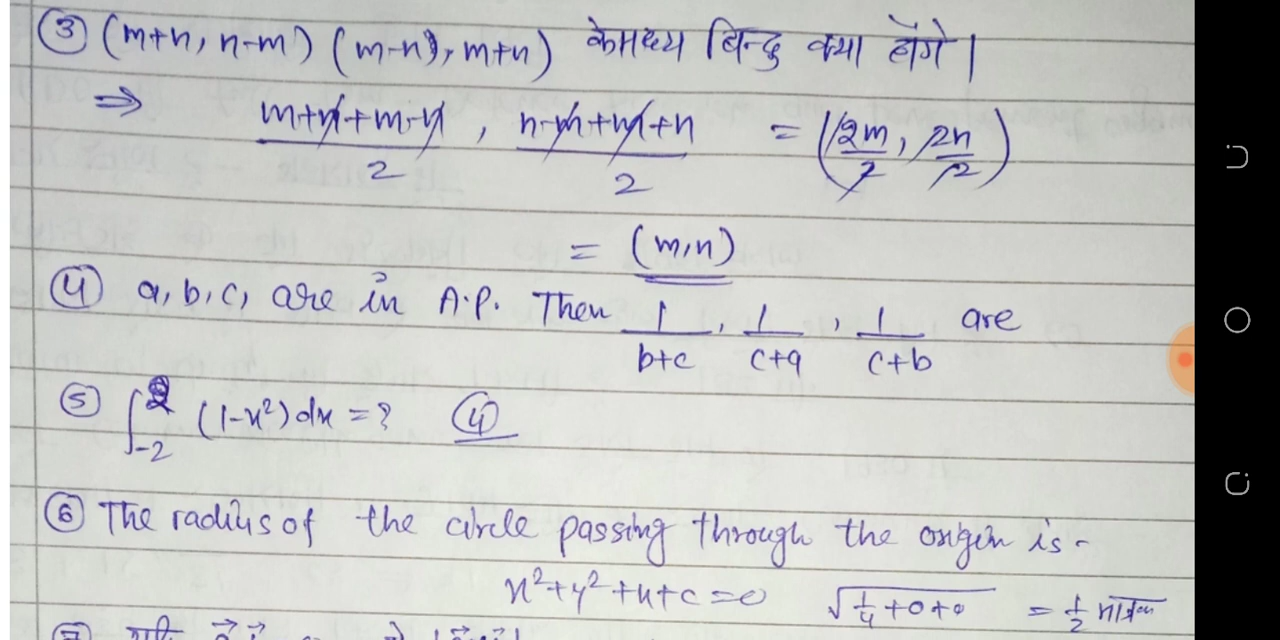 ③ (m+n, n-m) (m-n), m+n) के मध्य बिन्दु क्या होंगे।
⇒ m+n+m-n/2 , n-m+m+n/2 = (2m/2, 2n/2)
= (m,n)
④ a, b, c, are in A.P. Then 1/b+c, 1/c+a, 1/c+b are
⑤ ∫_-2^2 (1-x²)dx = ? ④
⑥ The radius of the circle passing through the origin is -
x²+y²+x+c=0 √1/4+0+0 = 1/2